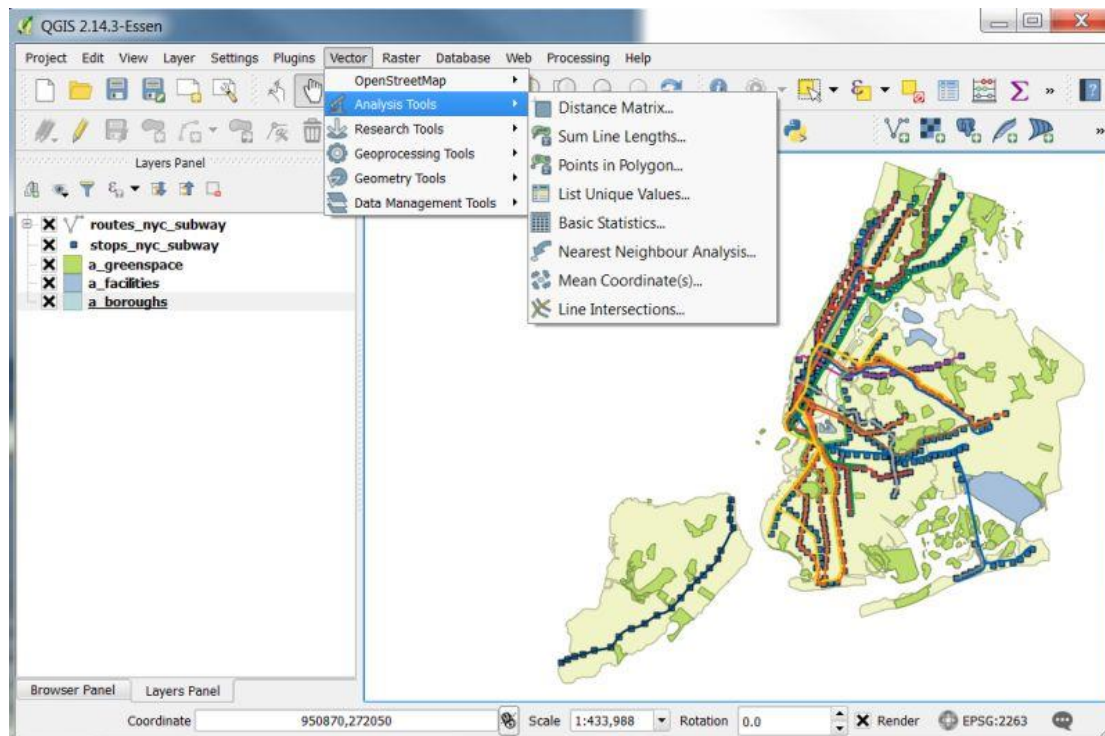 QGIS 2.14.3-Essen
Project Edit View Layer Settings Plugins Vector Raster Database Web Processing Help
OpenStreetMap
Analysis Tools
Research Tools
Geoprocessing Tools
Geometry Tools
Data Management Tools
Distance Matrix...
Sum Line Lengths...
Points in Polygon...
List Unique Values...
Basic Statistics...
Nearest Neighbour Analysis...
Mean Coordinate(s)...
Line Intersections...
Layers Panel
routes_nyc_subway
stops_nyc_subway
a_greenspace
a_facilities
a_boroughs
Browser Panel Layers Panel
Coordinate 950870,272050 Scale 1:433,988 Rotation 0.0 Render EPSG:2263